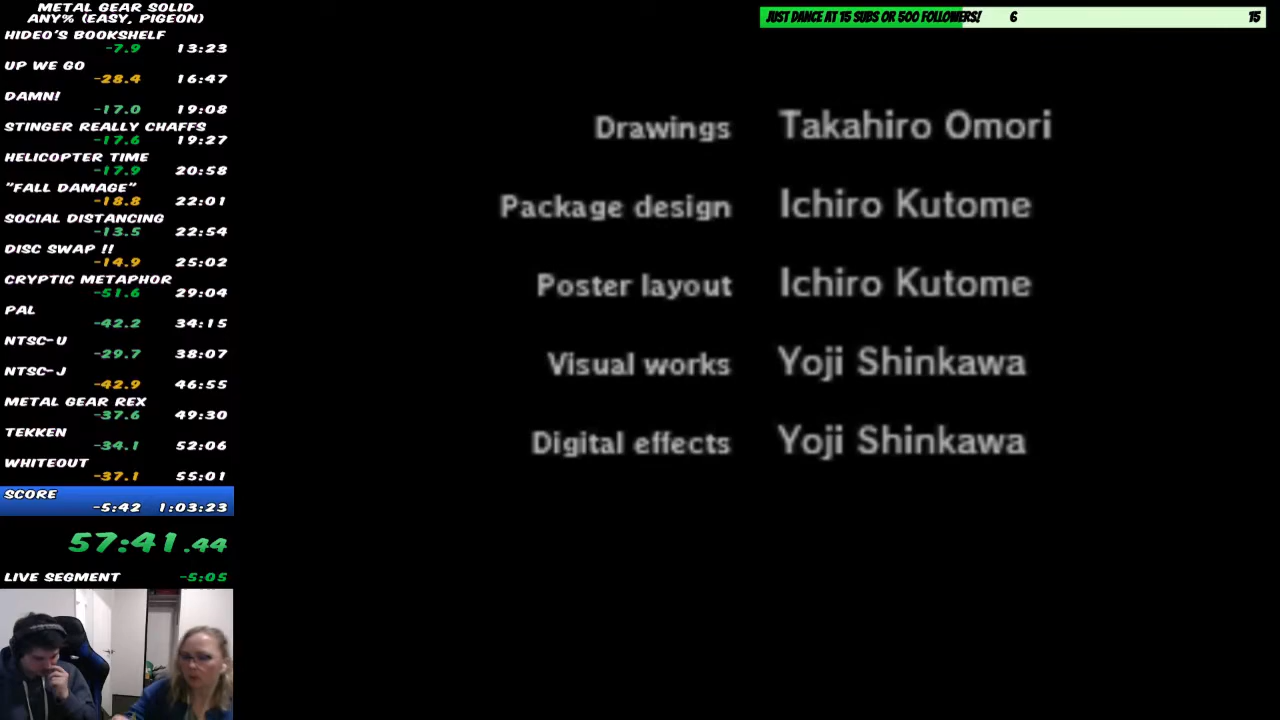 METAL GEAR SOLID
ANY% (EASY, PIGEON)
HIDEO'S BOOKSHELF
-7.9 13:23
UP WE GO
-28.4 16:47
DAMN!
-17.0 19:08
STINGER REALLY CHAFFS
-17.6 19:27
HELICOPTER TIME
-17.9 20:58
"FALL DAMAGE"
-18.8 22:01
SOCIAL DISTANCING
-13.5 22:54
DISC SWAP !!
-14.9 25:02
CRYPTIC METAPHOR
-51.6 29:04
PAL
-42.2 34:15
NTSC-U
-29.7 38:07
NTSC-J
-42.9 46:55
METAL GEAR REX
-37.6 49:30
TEKKEN
-34.1 52:06
WHITEOUT
-37.1 55:01
SCORE
-5:42 1:03:23
57:41.44
LIVE SEGMENT -5:05
JUST DANCE AT 15 SUBS OR 500 FOLLOWERS! 6 15
Drawings Takahiro Omori
Package design Ichiro Kutome
Poster layout Ichiro Kutome
Visual works Yoji Shinkawa
Digital effects Yoji Shinkawa